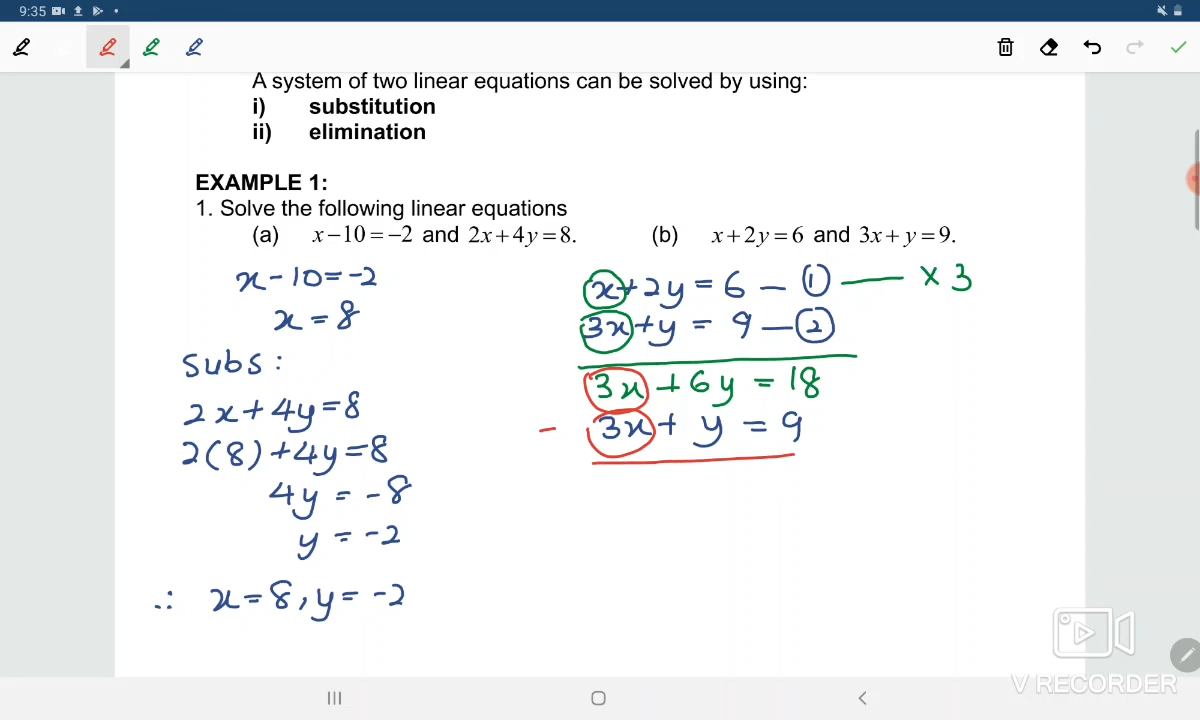 9:35
A system of two linear equations can be solved by using:
i) substitution
ii) elimination
EXAMPLE 1:
1. Solve the following linear equations
(a) x−10=−2 and 2x+4y=8. (b) x+2y=6 and 3x+y=9.
x - 10 = -2
x = 8
subs :
2x + 4y = 8
2(8) + 4y = 8
4y = -8
y = -2
∴ x = 8, y = -2
x + 2y = 6 — ① — × 3
3x + y = 9 — ②
3x + 6y = 18
- 3x + y = 9
V RECORDER